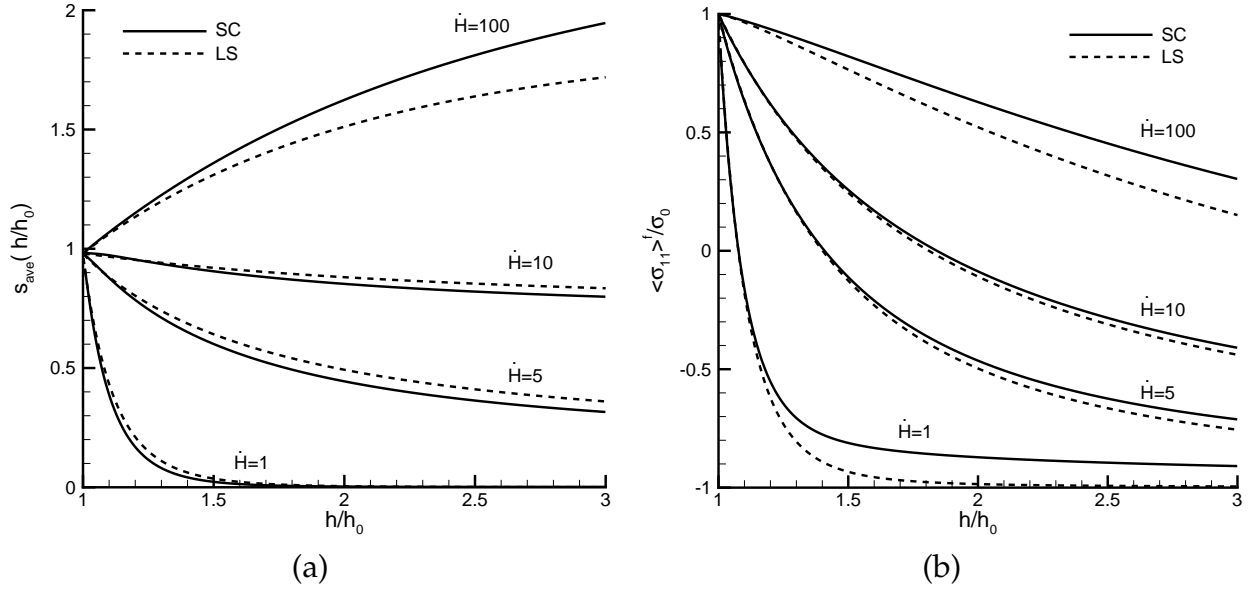 2
1.5
1
0.5
0
1
1.5
2
2.5
3
s_ave( h/h_0)
h/h_0
SC
LS
Ḣ=100
Ḣ=10
Ḣ=5
Ḣ=1
(a)
1
0.5
0
-0.5
-1
1
1.5
2
2.5
3
<σ_11>^f/σ_0
h/h_0
SC
LS
Ḣ=100
Ḣ=10
Ḣ=5
Ḣ=1
(b)